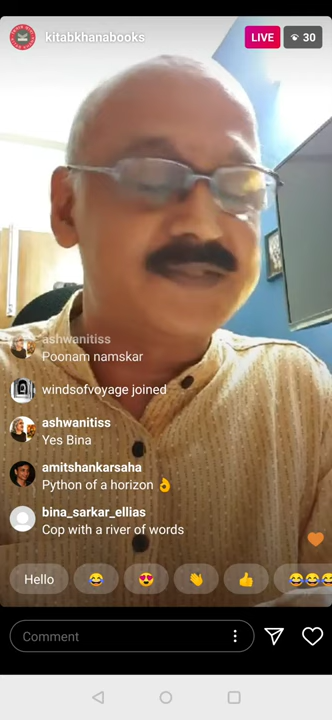 kitabkhanabooks
LIVE
30
ashwanitiss
Poonam namskar
windsofvoyage joined
ashwanitiss
Yes Bina
amitshankarsaha
Python of a horizon 👌
bina_sarkar_ellias
Cop with a river of words
Hello 😂 😍 👏 👍 😂😂😂
Comment